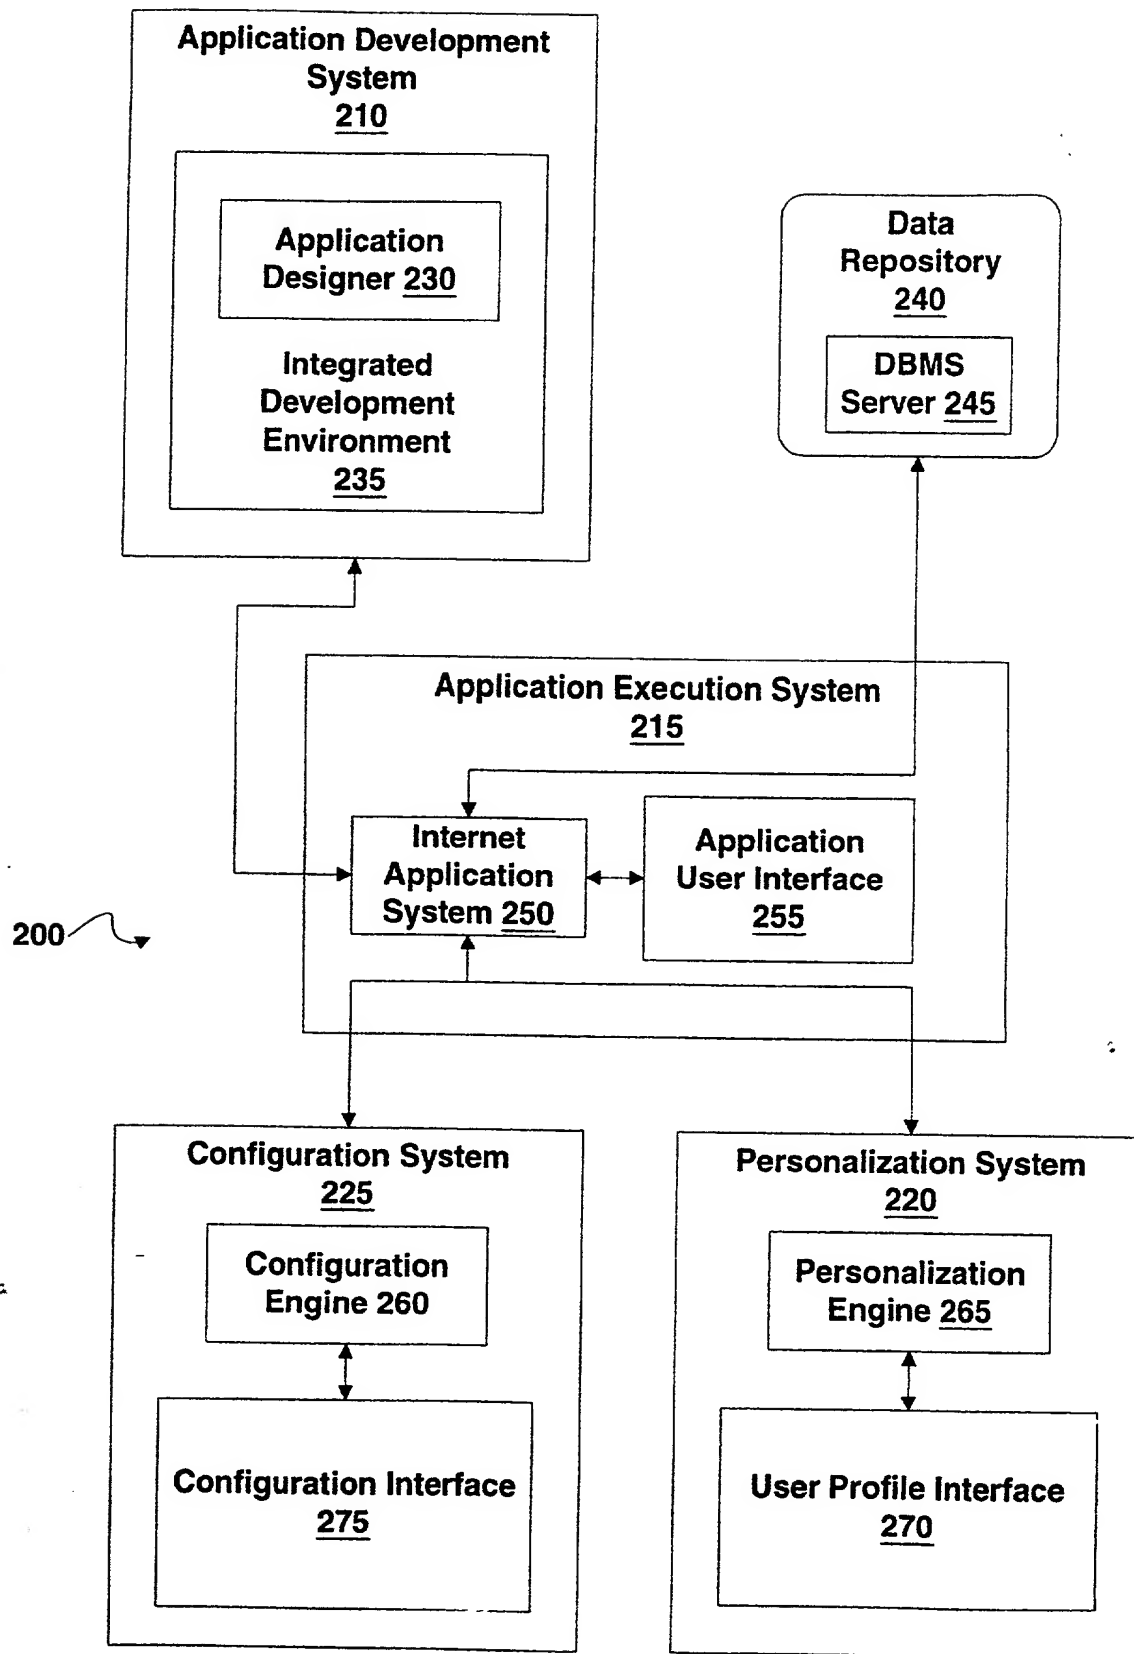 Application Development
System
210
Application
Designer 230
Integrated
Development
Environment
235
Data
Repository
240
DBMS
Server 245
Application Execution System
215
Internet
Application
System 250
Application
User Interface
255
200
Configuration System
225
Configuration
Engine 260
Configuration Interface
275
Personalization System
220
Personalization
Engine 265
User Profile Interface
270